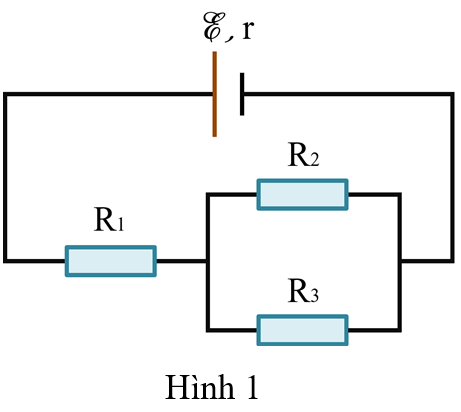 ℰ, r
R₂
R₁
R₃
Hình 1